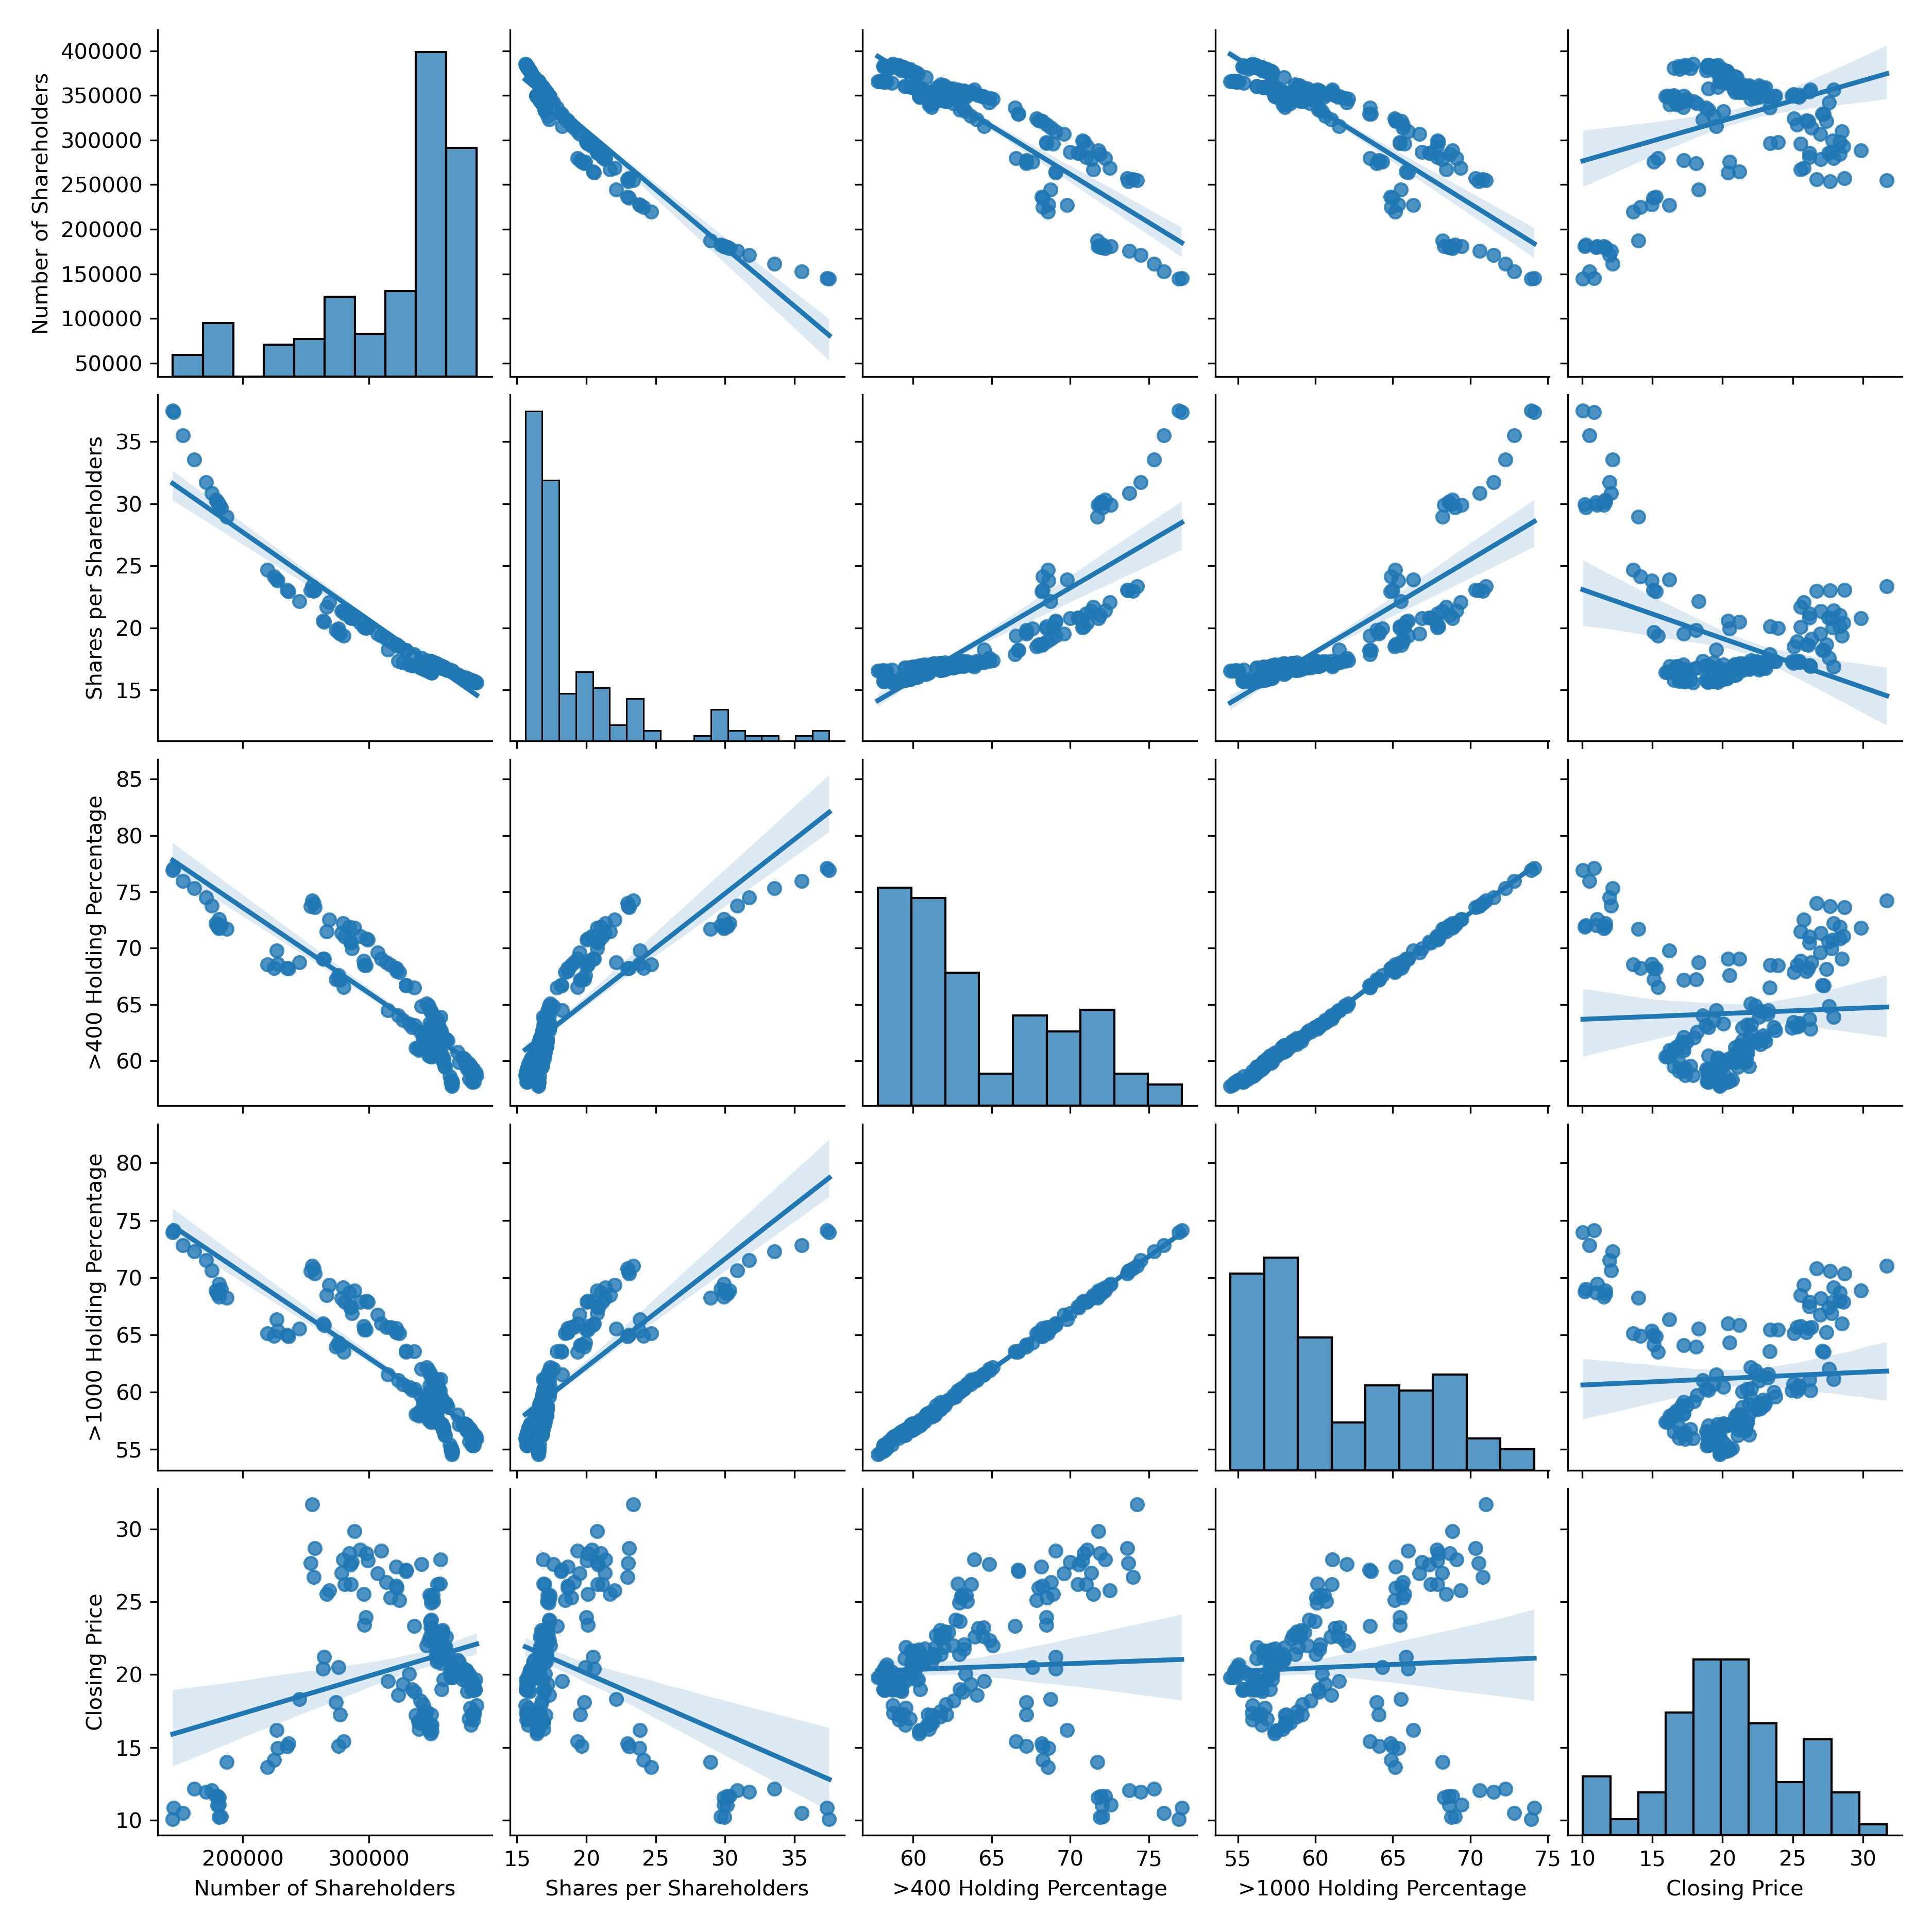 400000
350000
300000
250000
200000
150000
100000
50000
Number of Shareholders
35
30
25
20
15
Shares per Shareholders
85
80
75
70
65
60
>400 Holding Percentage
80
75
70
65
60
55
>1000 Holding Percentage
30
25
20
15
10
Closing Price
200000 300000
15 20 25 30 35
60 65 70 75
55 60 65 70 75
10 20 30
Number of Shareholders
Shares per Shareholders
>400 Holding Percentage
>1000 Holding Percentage
Closing Price